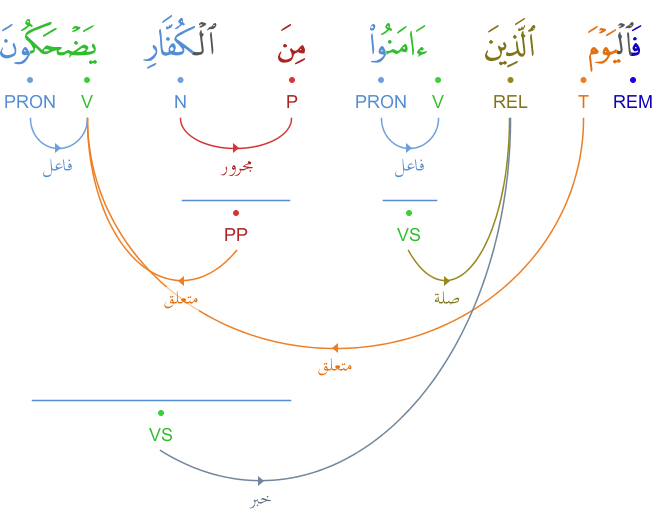 فَٱلْيَوْمَ ٱلَّذِينَ ءَامَنُوا۟ مِنَ ٱلْكُفَّارِ يَضْحَكُونَ
REM T REL V PRON P N V PRON
فاعل مجرور فاعل
VS PP
صلة متعلق
متعلق
VS
خبر